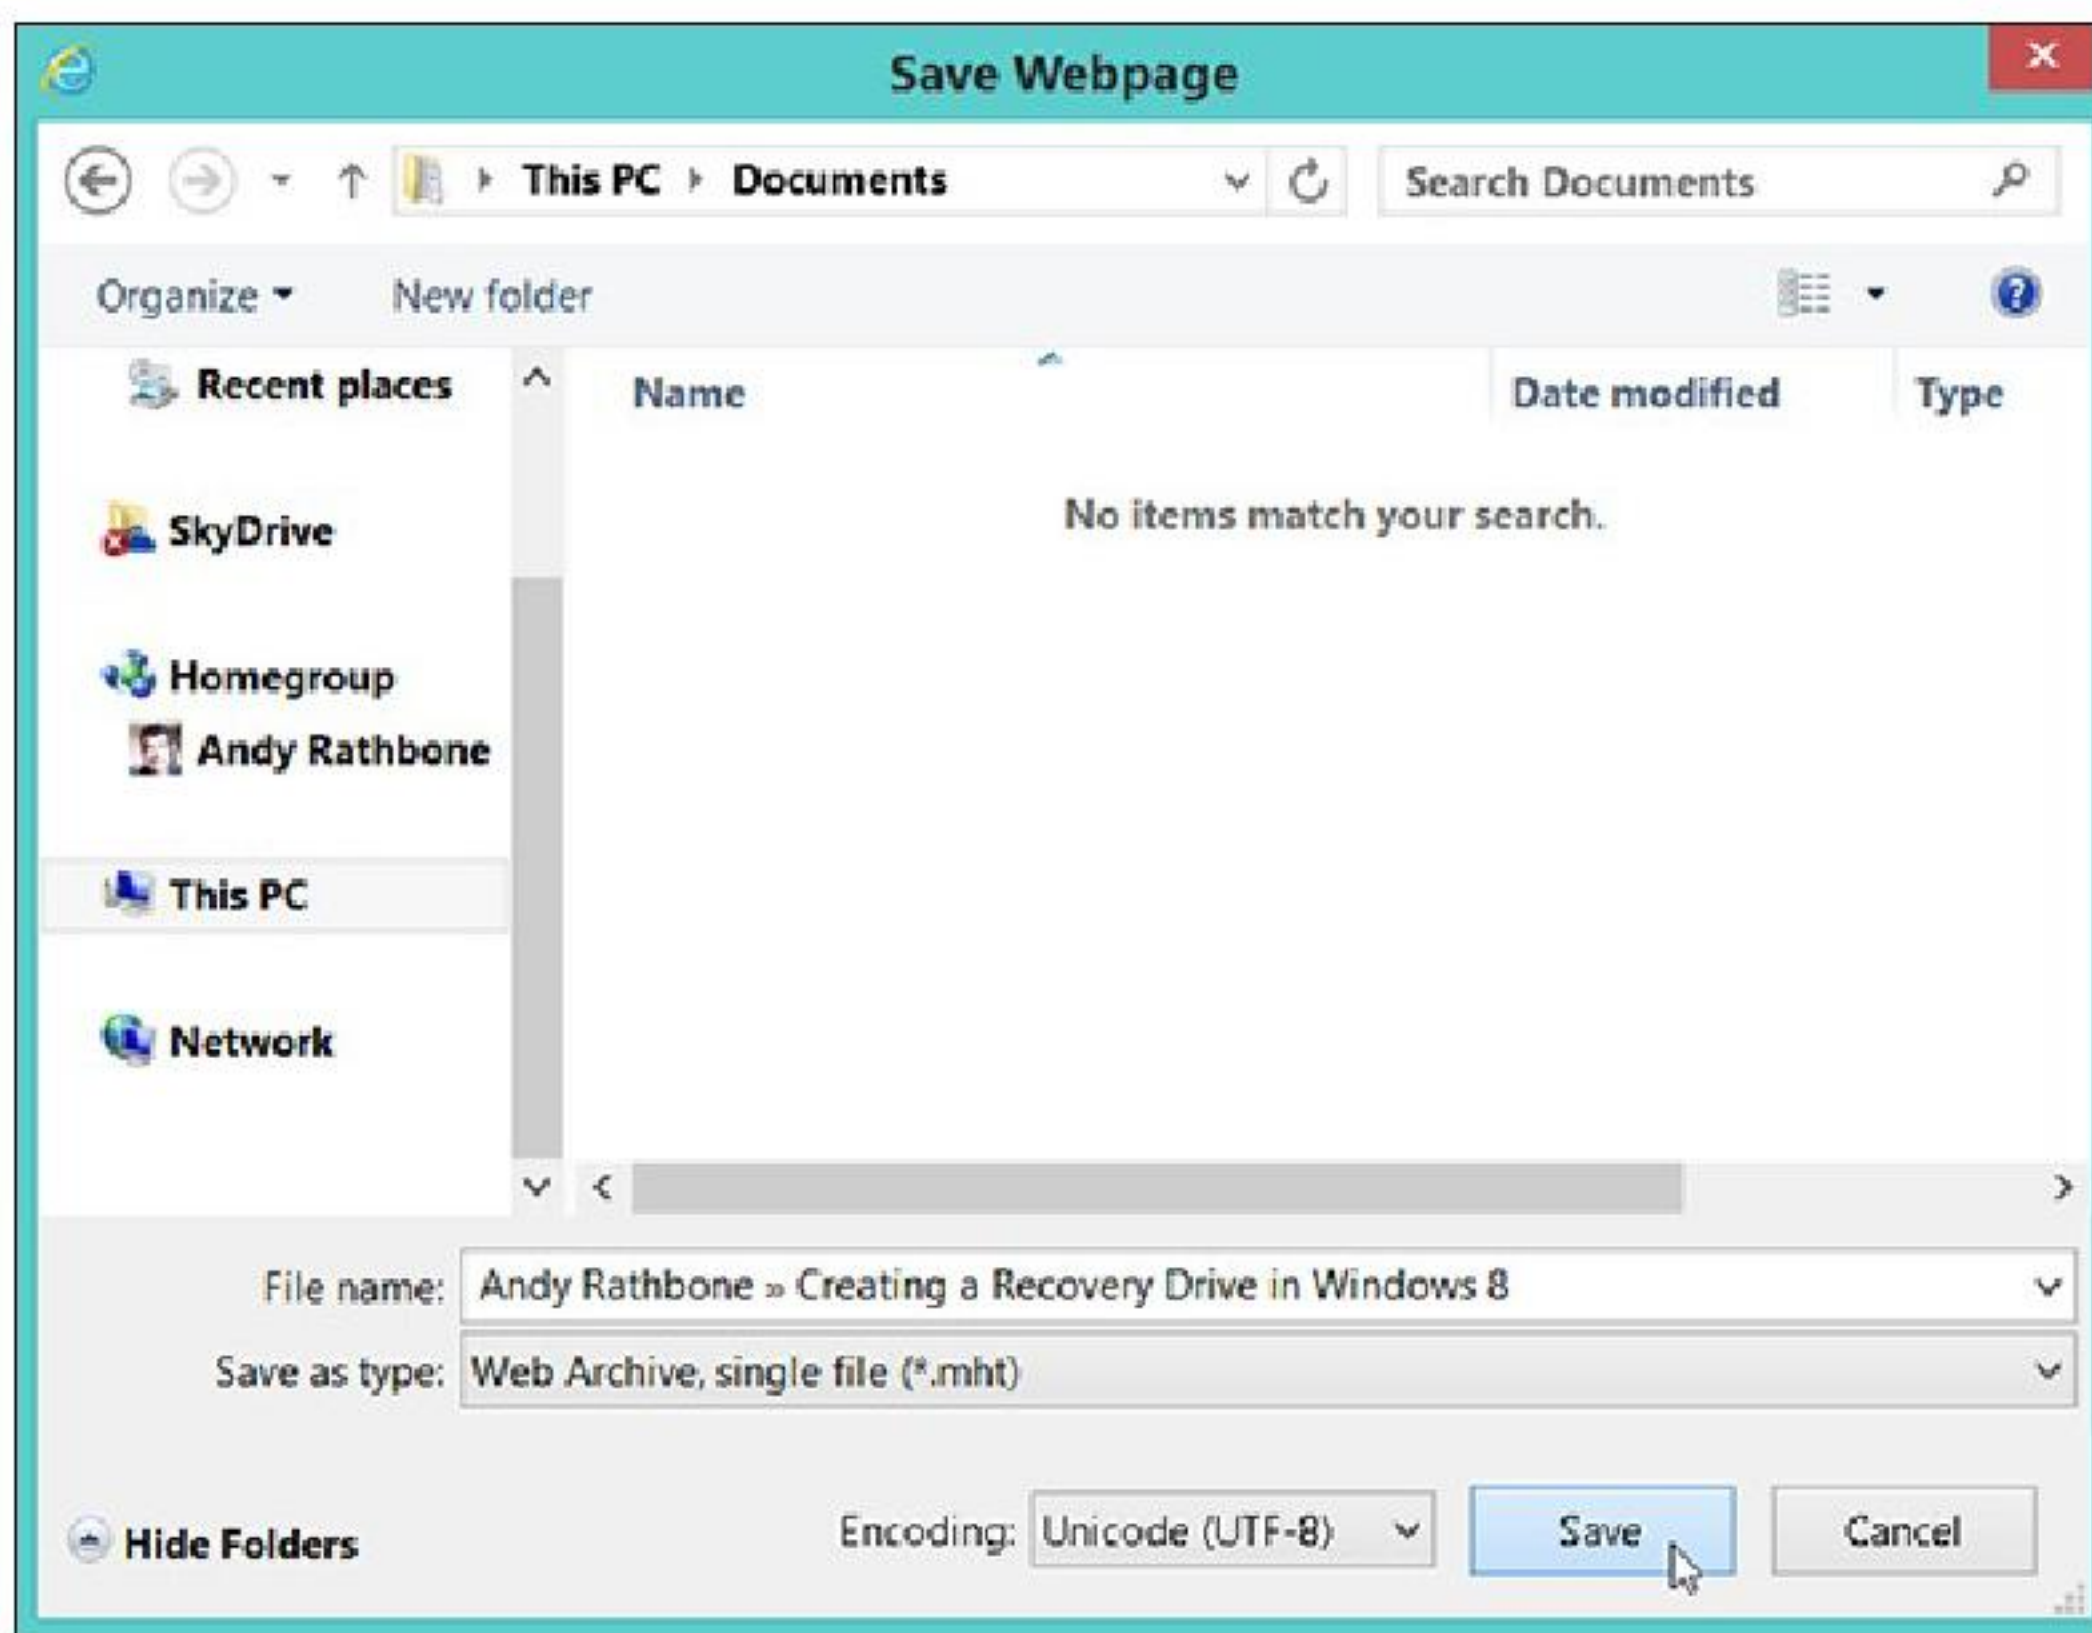 Save Webpage
This PC Documents
Search Documents
Organize New folder
Recent places
Name Date modified Type
No items match your search.
SkyDrive
Homegroup
Andy Rathbone
This PC
Network
File name: Andy Rathbone » Creating a Recovery Drive in Windows 8
Save as type: Web Archive, single file (*.mht)
Hide Folders
Encoding: Unicode (UTF-8)
Save
Cancel